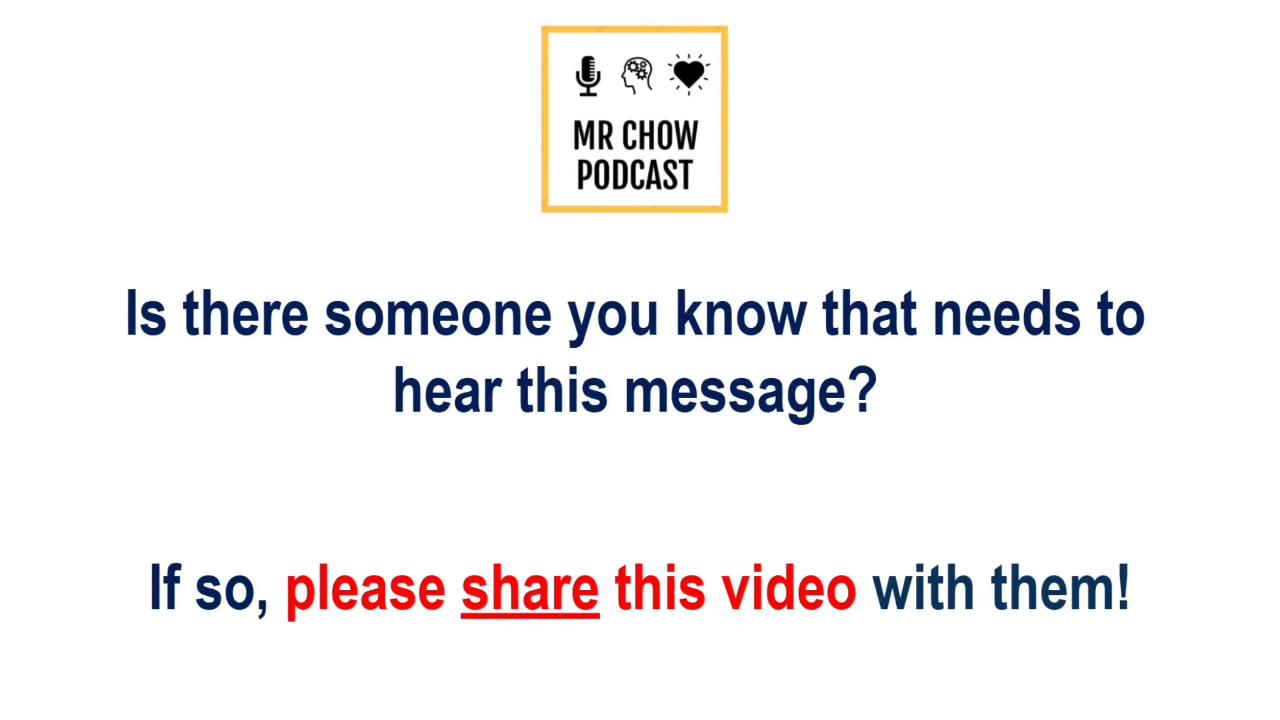 MR CHOW
PODCAST
Is there someone you know that needs to
hear this message?
If so, please share this video with them!